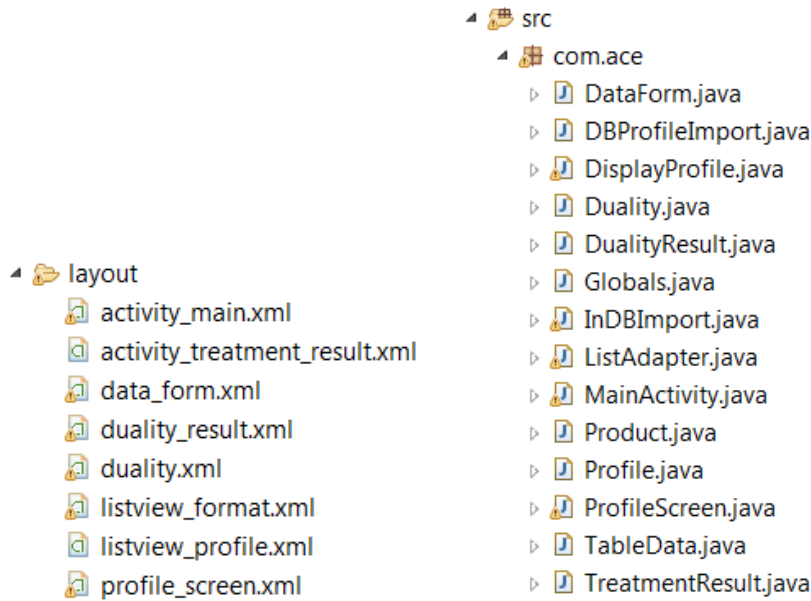 layout
activity_main.xml
activity_treatment_result.xml
data_form.xml
duality_result.xml
duality.xml
listview_format.xml
listview_profile.xml
profile_screen.xml
src
com.ace
DataForm.java
DBProfileImport.java
DisplayProfile.java
Duality.java
DualityResult.java
Globals.java
InDBImport.java
ListAdapter.java
MainActivity.java
Product.java
Profile.java
ProfileScreen.java
TableData.java
TreatmentResult.java